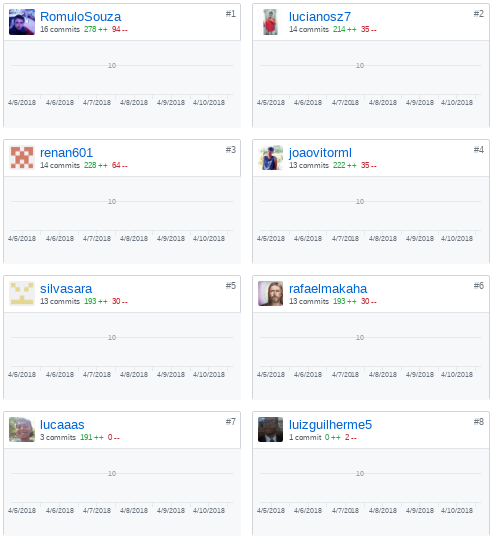 RomuloSouza #1
16 commits 278 ++ 94 --
10
4/5/2018 4/6/2018 4/7/2018 4/8/2018 4/9/2018 4/10/2018
lucianosz7 #2
14 commits 214 ++ 35 --
10
4/5/2018 4/6/2018 4/7/2018 4/8/2018 4/9/2018 4/10/2018
renan601 #3
14 commits 228 ++ 64 --
10
4/5/2018 4/6/2018 4/7/2018 4/8/2018 4/9/2018 4/10/2018
joaovitorml #4
13 commits 222 ++ 35 --
10
4/5/2018 4/6/2018 4/7/2018 4/8/2018 4/9/2018 4/10/2018
silvasara #5
13 commits 193 ++ 30 --
10
4/5/2018 4/6/2018 4/7/2018 4/8/2018 4/9/2018 4/10/2018
rafaelmakaha #6
13 commits 193 ++ 30 --
10
4/5/2018 4/6/2018 4/7/2018 4/8/2018 4/9/2018 4/10/2018
lucaaas #7
3 commits 191 ++ 0 --
10
4/5/2018 4/6/2018 4/7/2018 4/8/2018 4/9/2018 4/10/2018
luizguilherme5 #8
1 commit 0 ++ 2 --
10
4/5/2018 4/6/2018 4/7/2018 4/8/2018 4/9/2018 4/10/2018